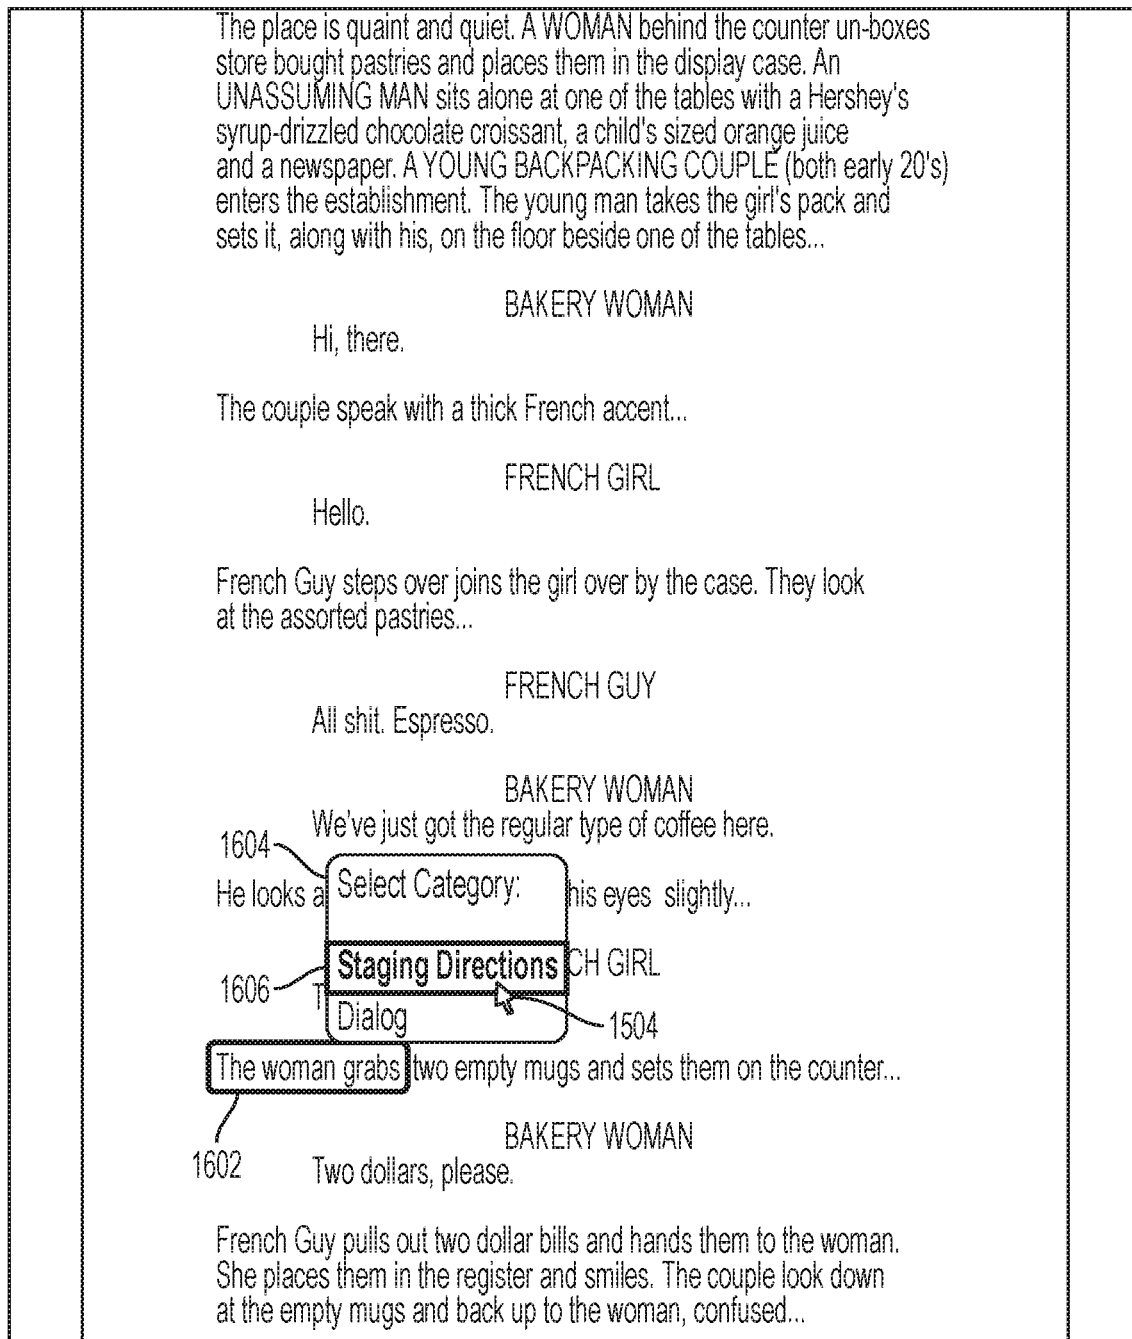 The place is quaint and quiet. A WOMAN behind the counter un-boxes
store bought pastries and places them in the display case. An
UNASSUMING MAN sits alone at one of the tables with a Hershey's
syrup-drizzled chocolate croissant, a child's sized orange juice
and a newspaper. A YOUNG BACKPACKING COUPLE (both early 20's)
enters the establishment. The young man takes the girl's pack and
sets it, along with his, on the floor beside one of the tables...
BAKERY WOMAN
Hi, there.
The couple speak with a thick French accent...
FRENCH GIRL
Hello.
French Guy steps over joins the girl over by the case. They look
at the assorted pastries...
FRENCH GUY
All shit. Espresso.
BAKERY WOMAN
We've just got the regular type of coffee here.
1604
Select Category:
He looks a his eyes slightly...
Staging Directions CH GIRL
1606 T
Dialog 1504
The woman grabs two empty mugs and sets them on the counter...
BAKERY WOMAN
1602 Two dollars, please.
French Guy pulls out two dollar bills and hands them to the woman.
She places them in the register and smiles. The couple look down
at the empty mugs and back up to the woman, confused...